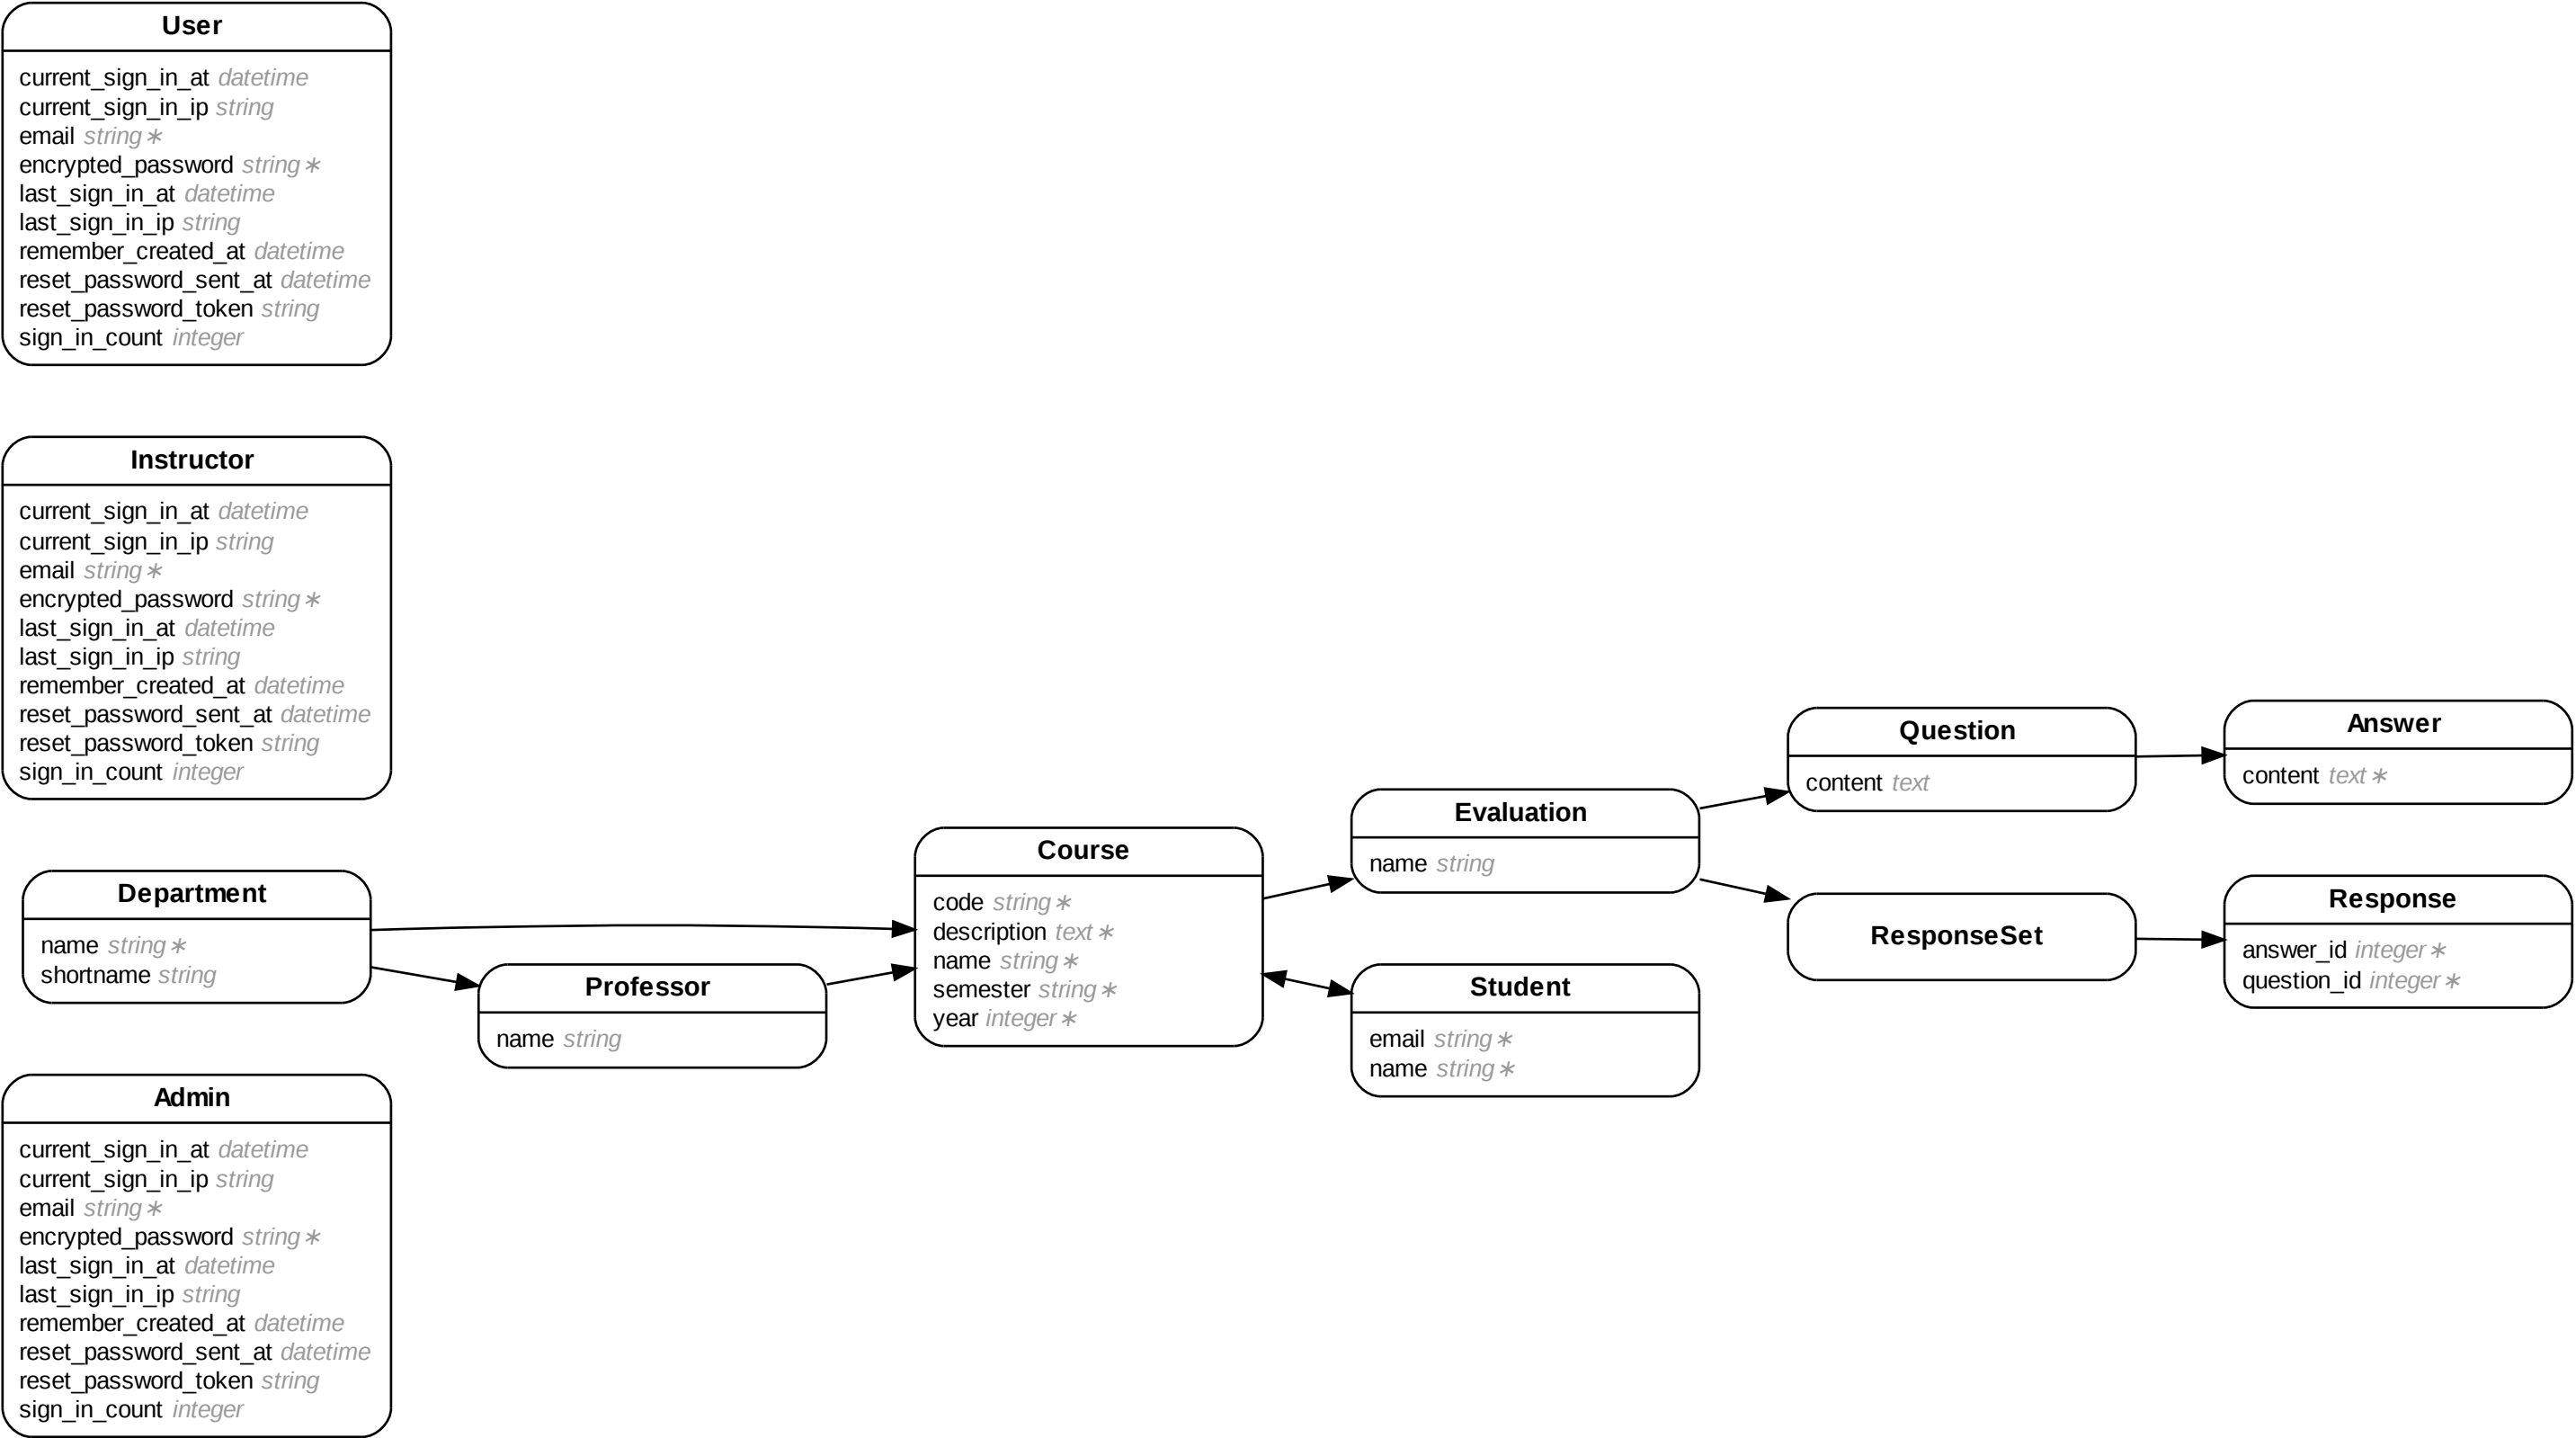 User
current_sign_in_at datetime
current_sign_in_ip string
email string∗
encrypted_password string∗
last_sign_in_at datetime
last_sign_in_ip string
remember_created_at datetime
reset_password_sent_at datetime
reset_password_token string
sign_in_count integer
Instructor
current_sign_in_at datetime
current_sign_in_ip string
email string∗
encrypted_password string∗
last_sign_in_at datetime
last_sign_in_ip string
remember_created_at datetime
reset_password_sent_at datetime
reset_password_token string
sign_in_count integer
Department
name string∗
shortname string
Professor
name string
Course
code string∗
description text∗
name string∗
semester string∗
year integer∗
Evaluation
name string
Student
email string∗
name string∗
Question
content text
ResponseSet
Answer
content text∗
Response
answer_id integer∗
question_id integer∗
Admin
current_sign_in_at datetime
current_sign_in_ip string
email string∗
encrypted_password string∗
last_sign_in_at datetime
last_sign_in_ip string
remember_created_at datetime
reset_password_sent_at datetime
reset_password_token string
sign_in_count integer